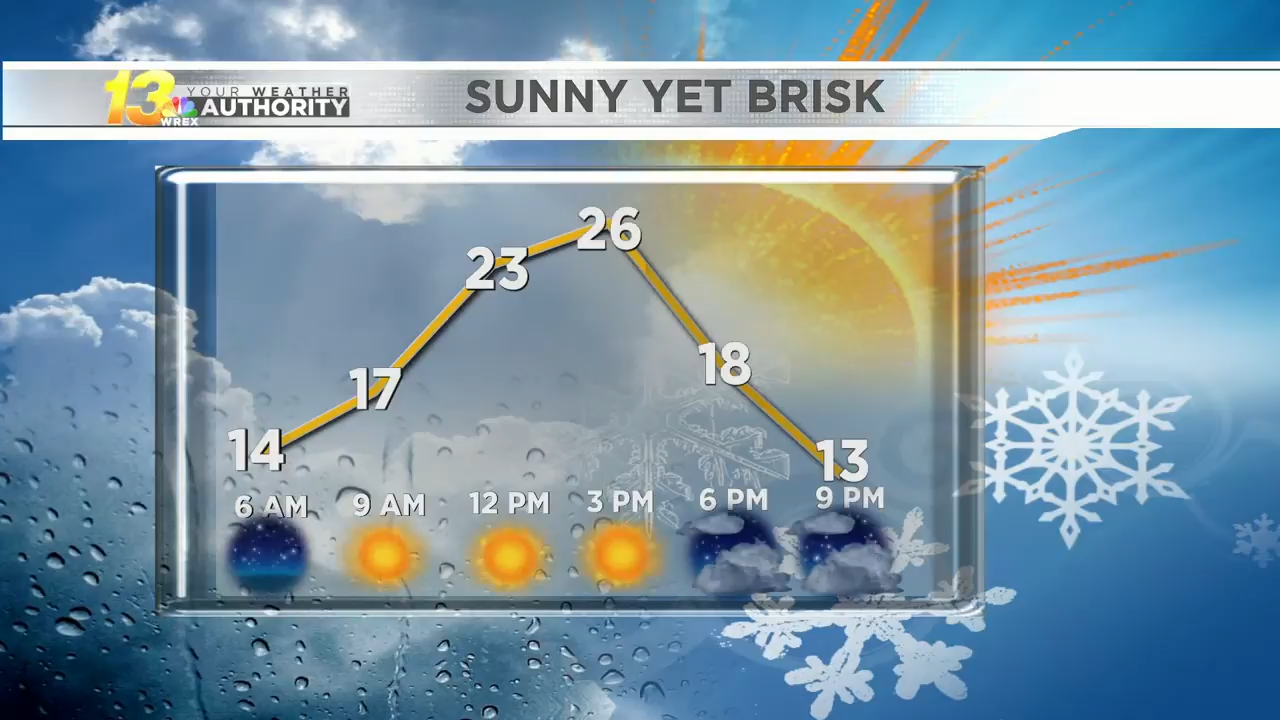 13
WREX
YOUR WEATHER
AUTHORITY
SUNNY YET BRISK
26
23
18
17
14
13
6 AM 9 AM 12 PM 3 PM 6 PM 9 PM